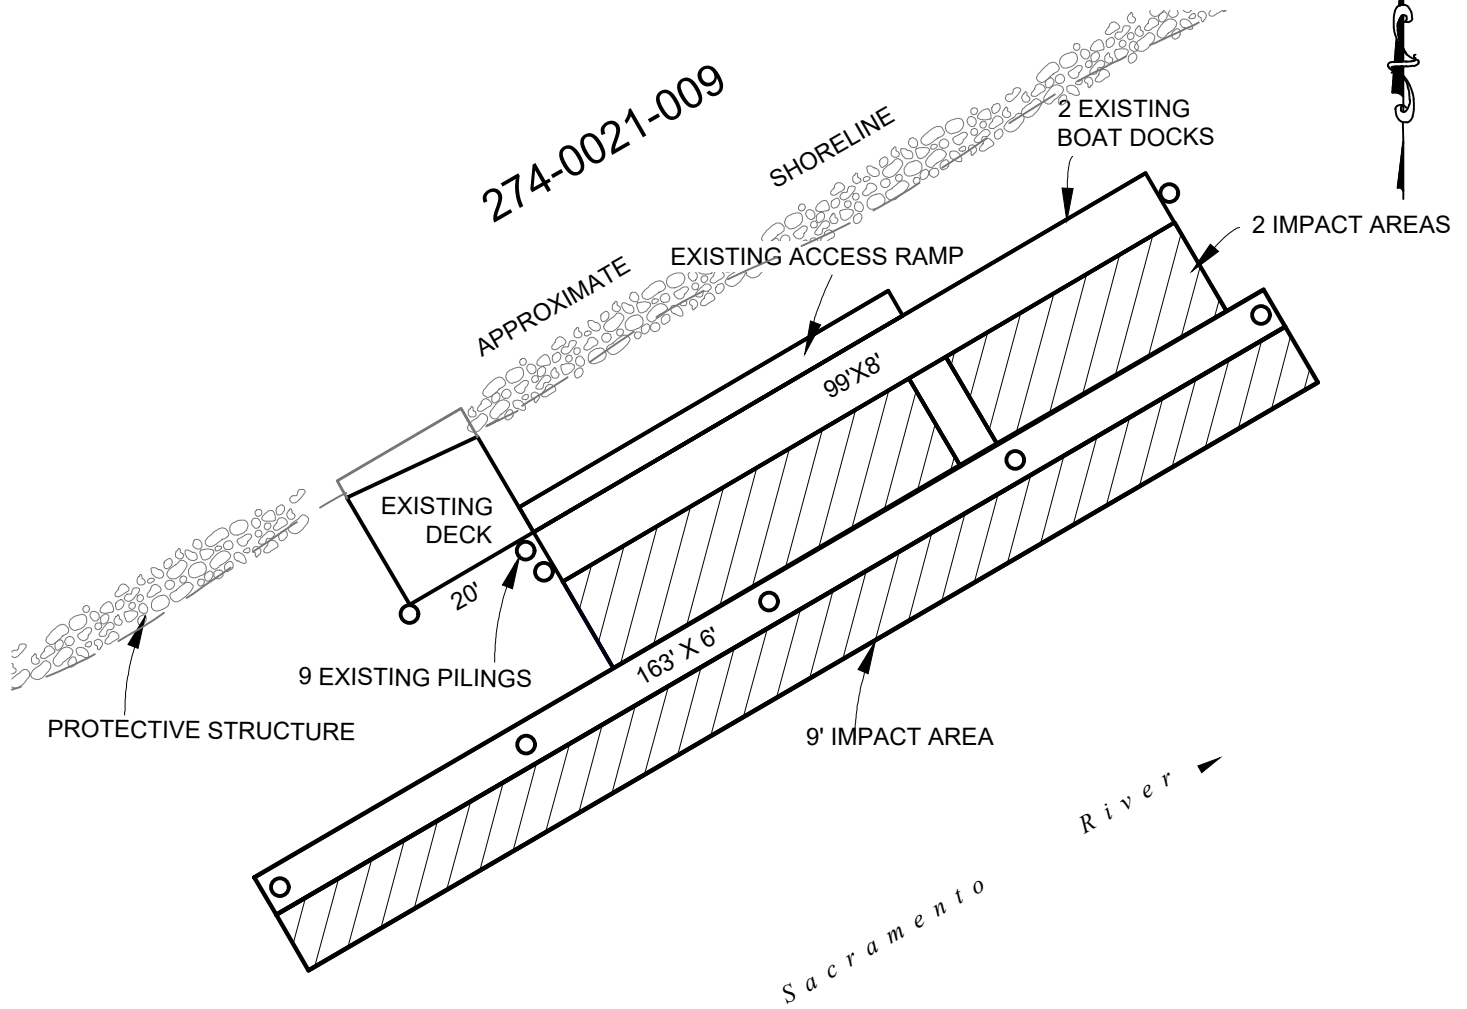 2 EXISTING
BOAT DOCKS
274-0021-009
SHORELINE
2 IMPACT AREAS
EXISTING ACCESS RAMP
APPROXIMATE
99'X8'
EXISTING
DECK
20'
163' X 6'
9 EXISTING PILINGS
PROTECTIVE STRUCTURE
9' IMPACT AREA
Sacramento River